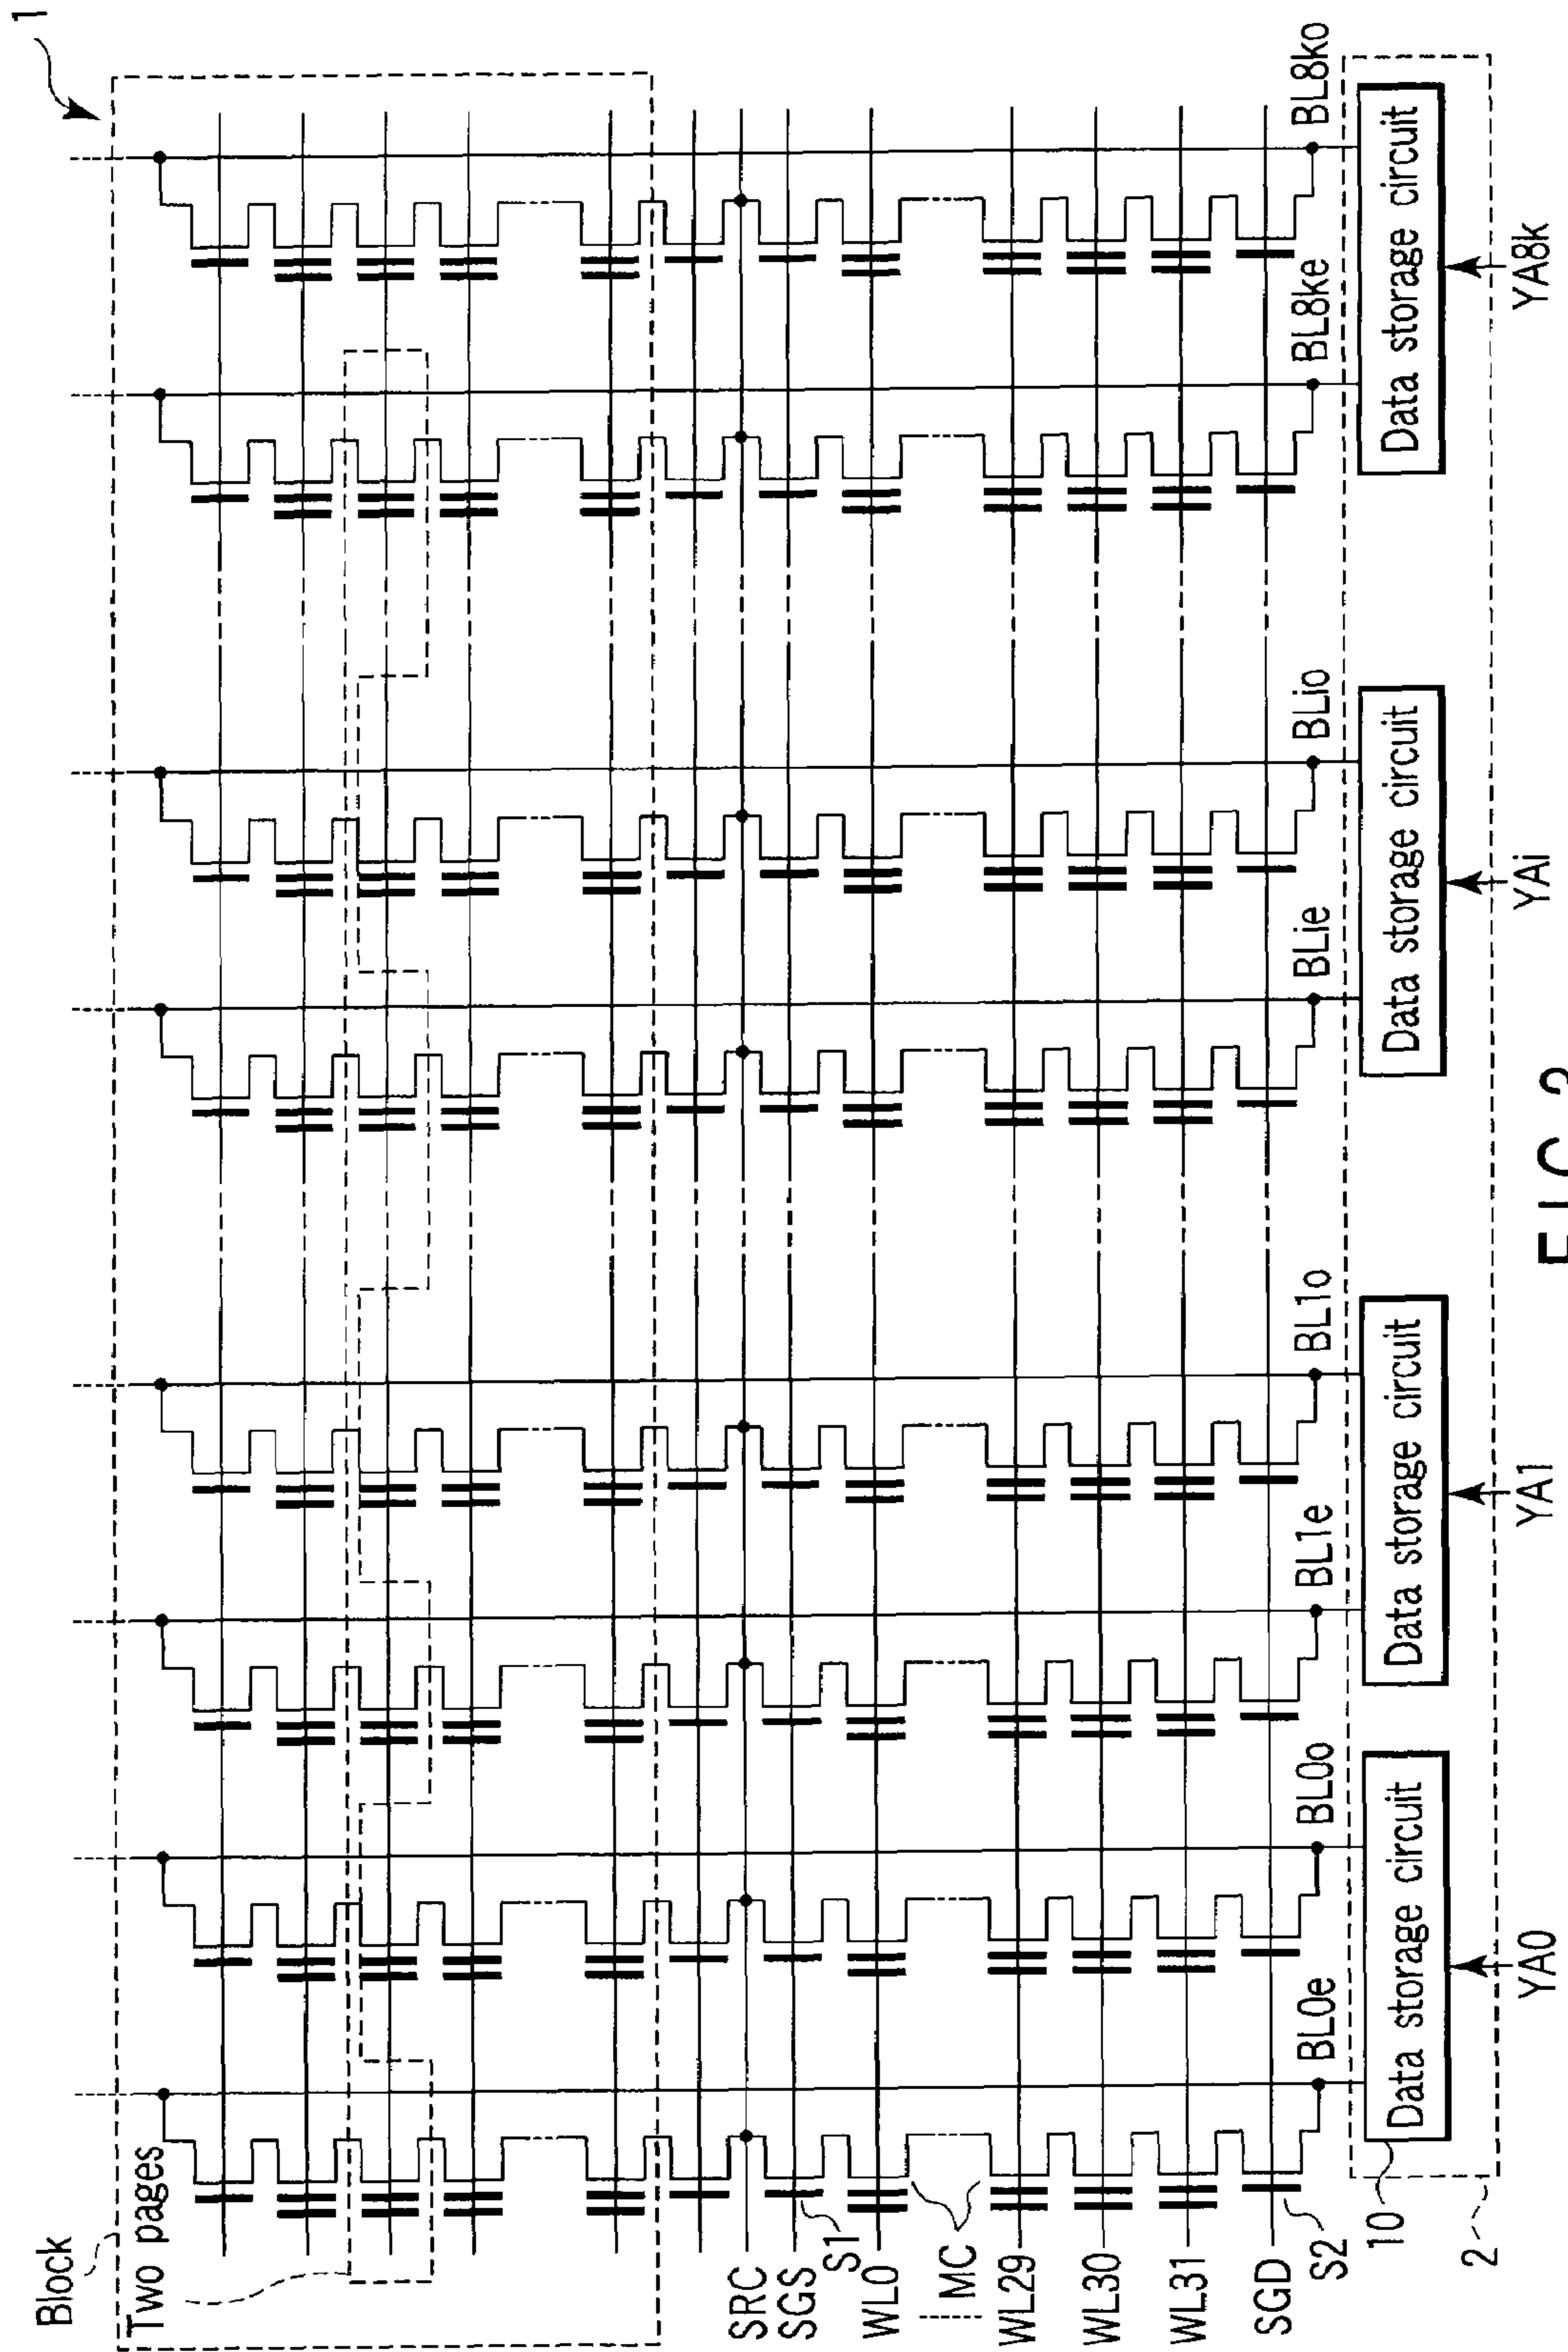 1
Block
Two pages
SRC
SGS
S1
WL0
MC
WL29
WL30
WL31
SGD
S2
BL0e
BL0o
BL1e
BL1o
BLie
BLio
BL8ke
BL8ko
10
Data storage circuit
Data storage circuit
Data storage circuit
Data storage circuit
2
YA0
YA1
YAi
YA8k